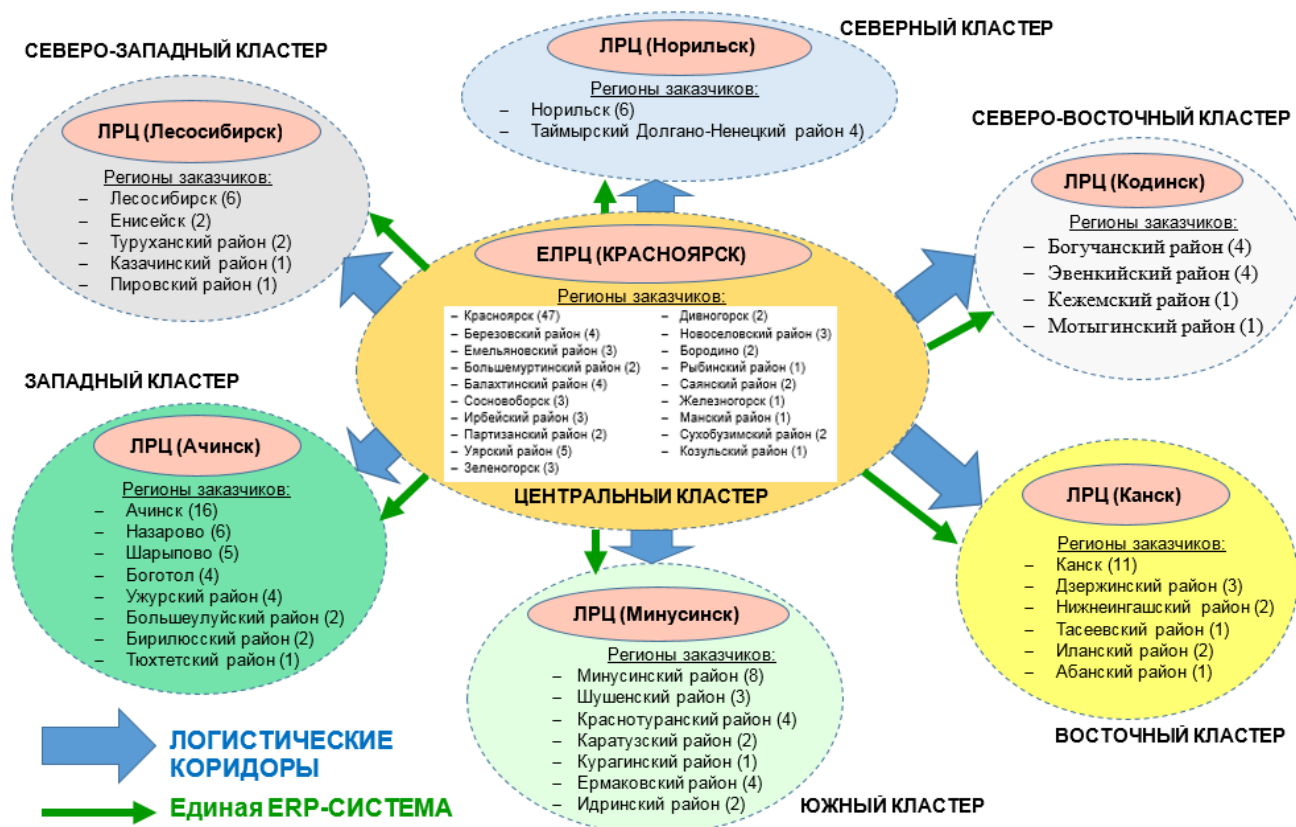 СЕВЕРО-ЗАПАДНЫЙ КЛАСТЕР
ЛРЦ (Лесосибирск)
Регионы заказчиков:
– Лесосибирск (6)
– Енисейск (2)
– Туруханский район (2)
– Казачинский район (1)
– Пировский район (1)
СЕВЕРНЫЙ КЛАСТЕР
ЛРЦ (Норильск)
Регионы заказчиков:
– Норильск (6)
– Таймырский Долгано-Ненецкий район 4)
СЕВЕРО-ВОСТОЧНЫЙ КЛАСТЕР
ЛРЦ (Кодинск)
Регионы заказчиков:
– Богучанский район (4)
– Эвенкийский район (4)
– Кежемский район (1)
– Мотыгинский район (1)
ЕЛРЦ (КРАСНОЯРСК)
Регионы заказчиков:
– Красноярск (47)
– Березовский район (4)
– Емельяновский район (3)
– Большемуртинский район (2)
– Балахтинский район (4)
– Сосновоборск (3)
– Ирбейский район (3)
– Партизанский район (2)
– Уярский район (5)
– Зеленогорск (3)
– Дивногорск (2)
– Новоселовский район (3)
– Бородино (2)
– Рыбинский район (1)
– Саянский район (2)
– Железногорск (1)
– Манский район (1)
– Сухобузимский район (2
– Козульский район (1)
ЦЕНТРАЛЬНЫЙ КЛАСТЕР
ЗАПАДНЫЙ КЛАСТЕР
ЛРЦ (Ачинск)
Регионы заказчиков:
– Ачинск (16)
– Назарово (6)
– Шарыпово (5)
– Боготол (4)
– Ужурский район (4)
– Большеулуйский район (2)
– Бирилюсский район (2)
– Тюхтетский район (1)
ЛРЦ (Минусинск)
Регионы заказчиков:
– Минусинский район (8)
– Шушенский район (3)
– Краснотуранский район (4)
– Каратузский район (2)
– Курагинский район (1)
– Ермаковский район (4)
– Идринский район (2)
ЮЖНЫЙ КЛАСТЕР
ЛРЦ (Канск)
Регионы заказчиков:
– Канск (11)
– Дзержинский район (3)
– Нижнеингашский район (2)
– Тасеевский район (1)
– Иланский район (2)
– Абанский район (1)
ВОСТОЧНЫЙ КЛАСТЕР
ЛОГИСТИЧЕСКИЕ
КОРИДОРЫ
Единая ERP-СИСТЕМА